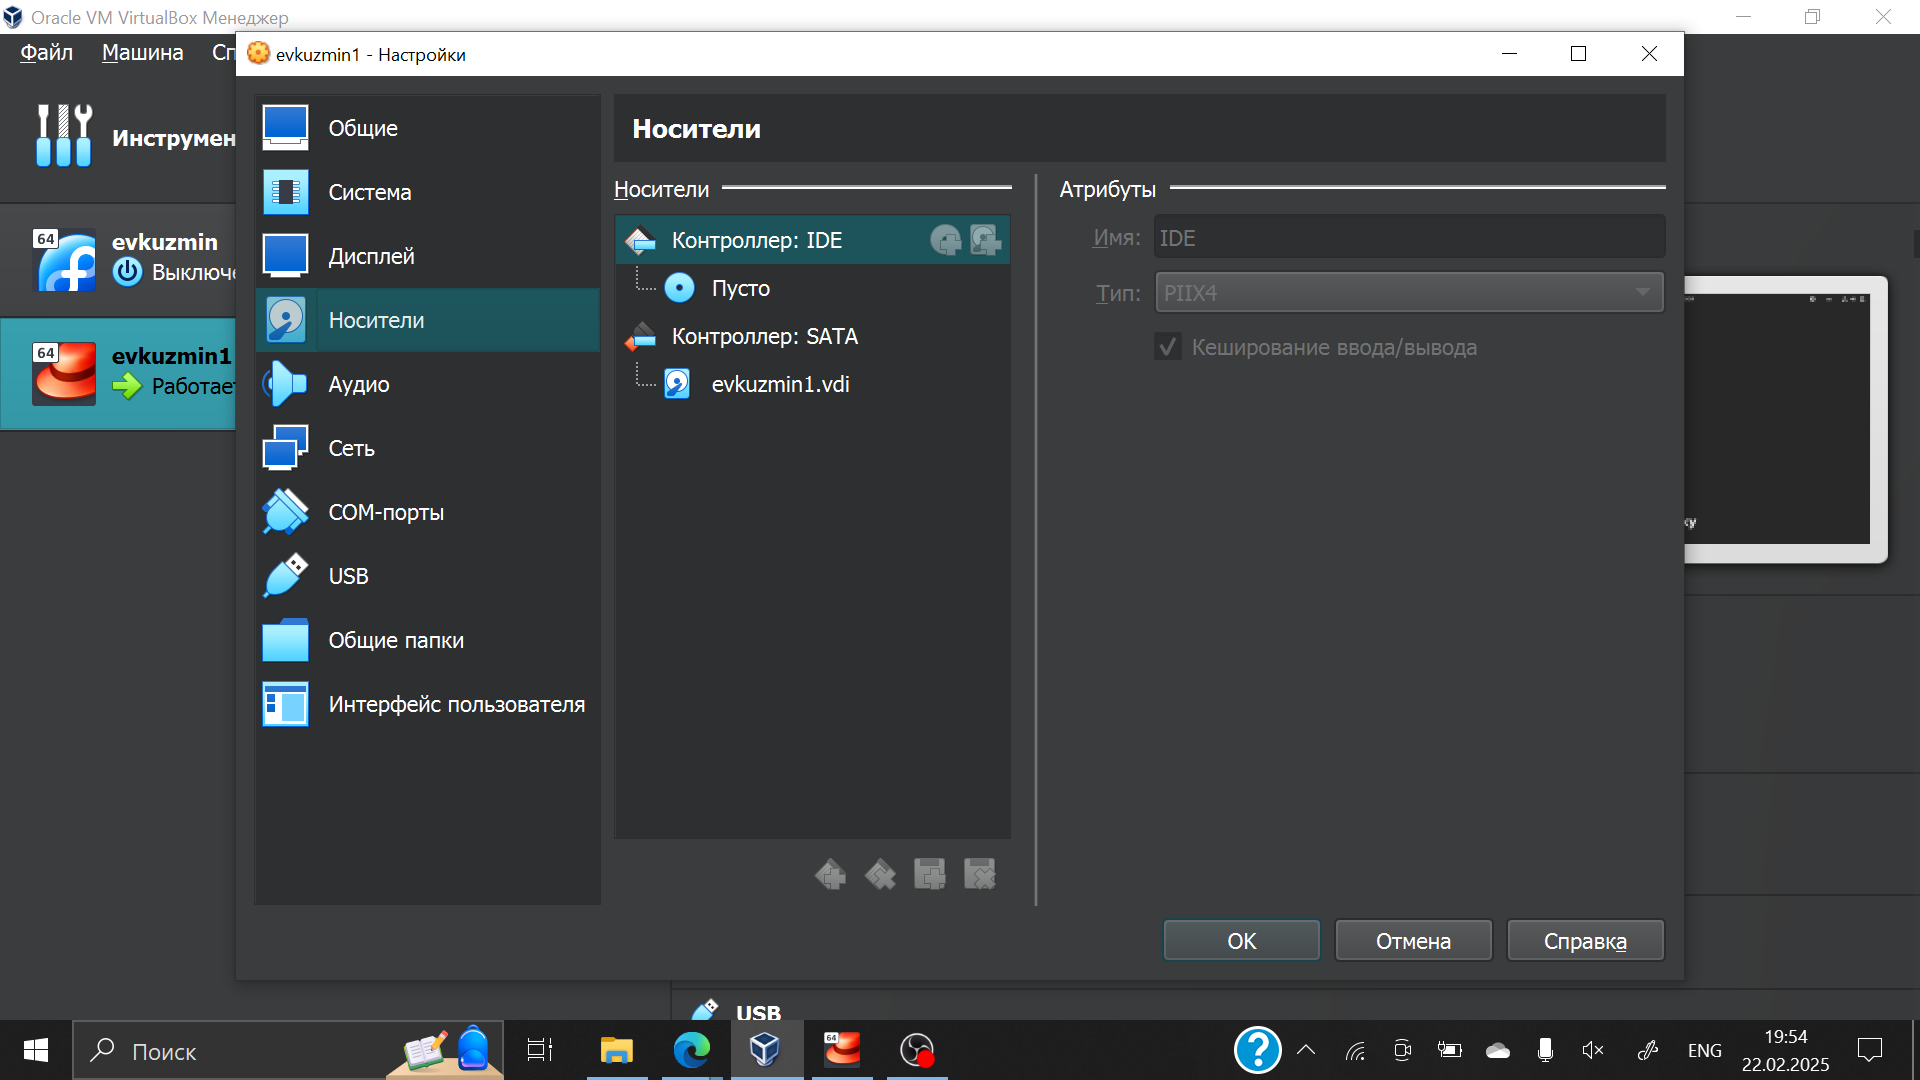 Oracle VM VirtualBox Менеджер
Файл Машина Сп
evkuzmin1 - Настройки
Инструмен
64
evkuzmin
Выключе
64
evkuzmin1
Работает
Общие
Система
Дисплей
Носители
Аудио
Сеть
COM-порты
USB
Общие папки
Интерфейс пользователя
Носители
Носители
Контроллер: IDE
Пусто
Контроллер: SATA
evkuzmin1.vdi
Атрибуты
Имя: IDE
Тип: PIIX4
Кеширование ввода/вывода
OK Отмена Справка
USB
Поиск
64
ENG
19:54
22.02.2025